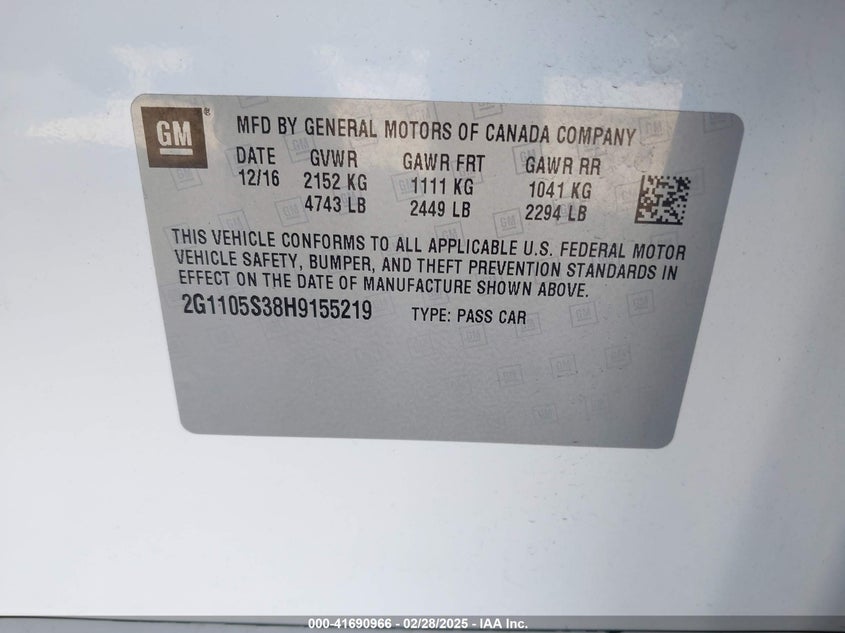 GM ®
MFD BY GENERAL MOTORS OF CANADA COMPANY
DATE GVWR GAWR FRT GAWR RR
12/16 2152 KG 1111 KG 1041 KG
4743 LB 2449 LB 2294 LB
THIS VEHICLE CONFORMS TO ALL APPLICABLE U.S. FEDERAL MOTOR
VEHICLE SAFETY, BUMPER, AND THEFT PREVENTION STANDARDS IN
EFFECT ON THE DATE OF MANUFACTURE SHOWN ABOVE.
2G1105S38H9155219 TYPE: PASS CAR
000-41690966 - 02/28/2025 - IAA Inc.